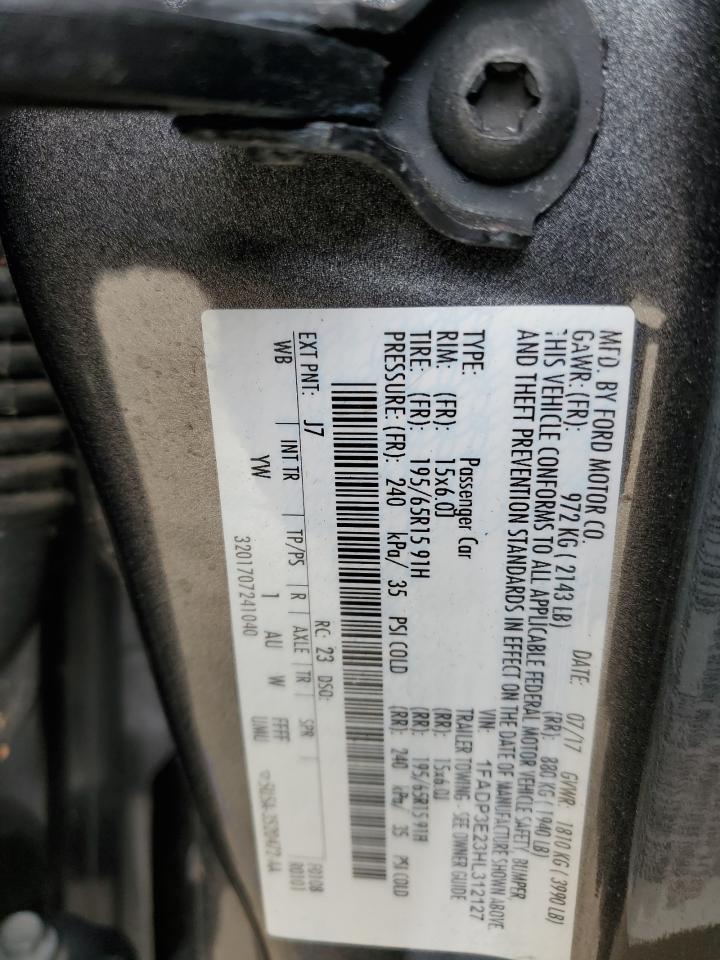 MFD. BY FORD MOTOR CO. DATE: 07/17 GVWR: 1810 KG ( 3990 LB)
GAWR: (FR): 972 KG ( 2143 LB) (RR): 880 KG ( 1940 LB)
THIS VEHICLE CONFORMS TO ALL APPLICABLE FEDERAL MOTOR VEHICLE SAFETY, BUMPER
AND THEFT PREVENTION STANDARDS IN EFFECT ON THE DATE OF MANUFACTURE SHOWN ABOVE.
VIN: 1FADP3E23HL312127
TYPE: Passenger Car TRAILER TOWING - SEE OWNER GUIDE
RIM: (FR): 15x6.0J (RR): 15x6.0J
TIRE: (FR): 195/65R15 91H (RR): 195/65R15 91H
PRESSURE: (FR): 240 kPa/ 35 PSI COLD (RR): 240 kPa/ 35 PSI COLD
EXT PNT: J7 RC: 23 DSO: F0108
WB INT TR TP/PS R AXLE TR SPR R0101
YW 1 AU W FFFF UMU
3201707241040